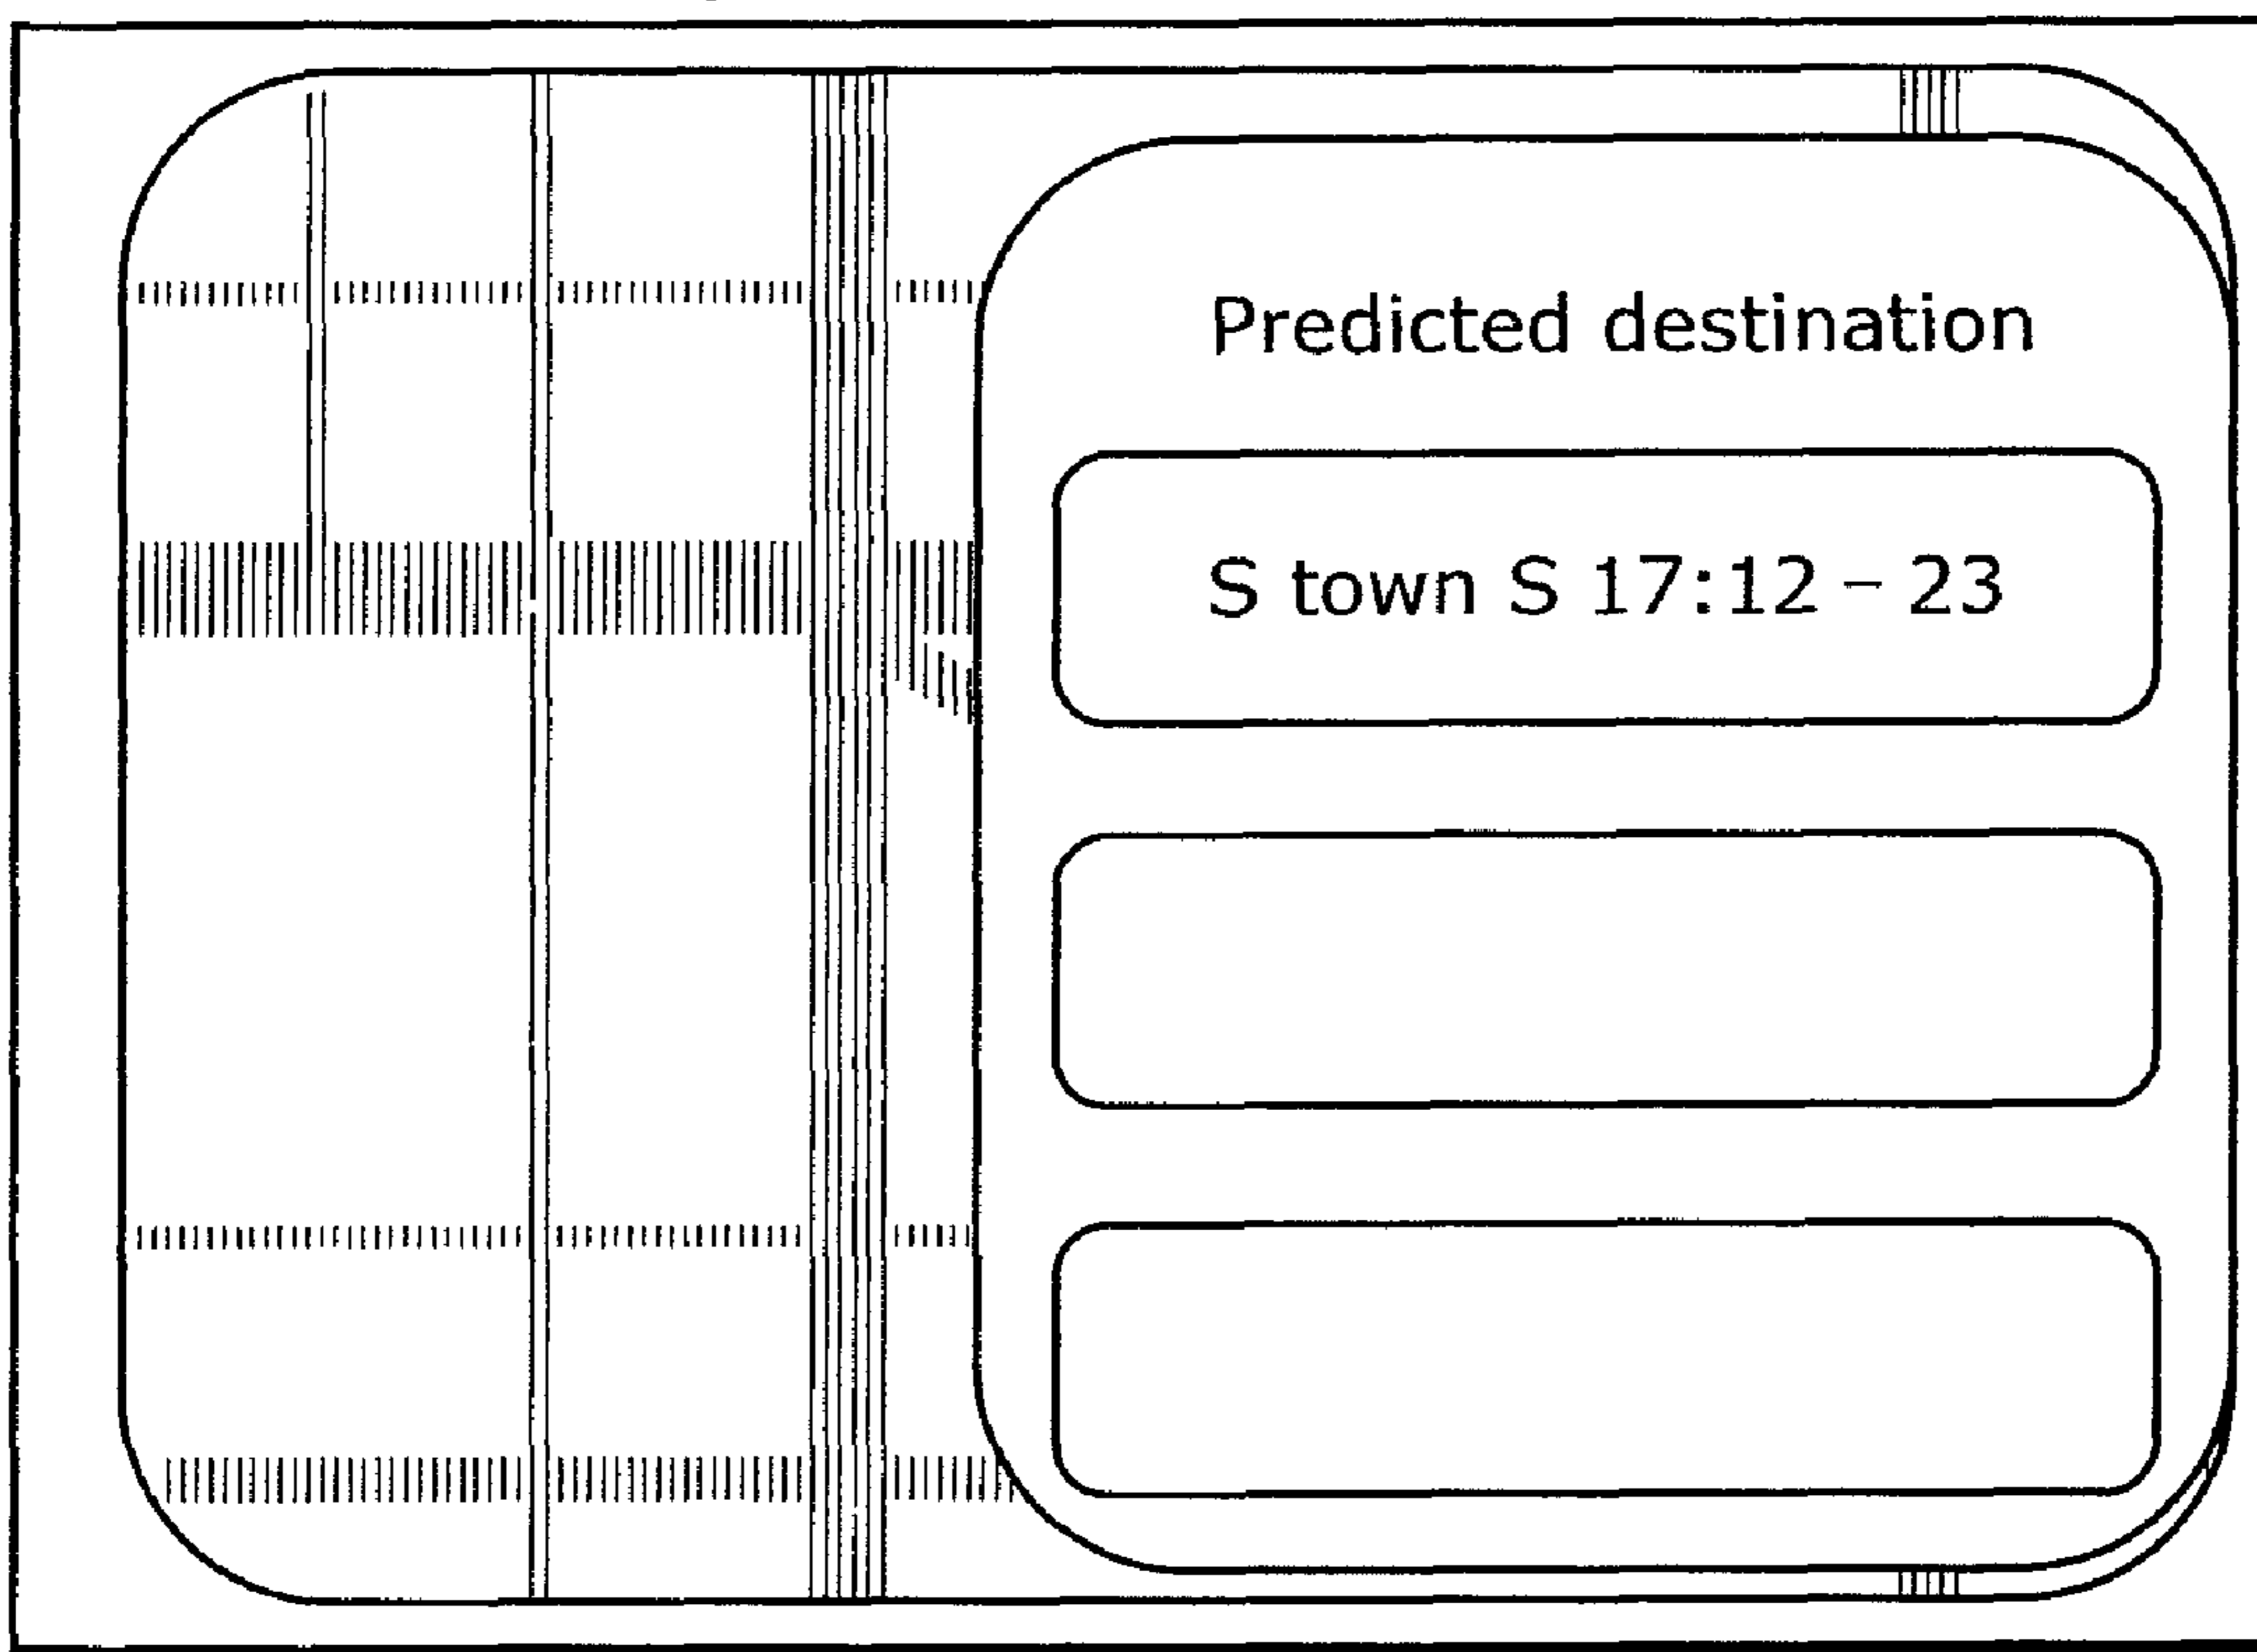 Predicted destination
S town S 17:12 – 23